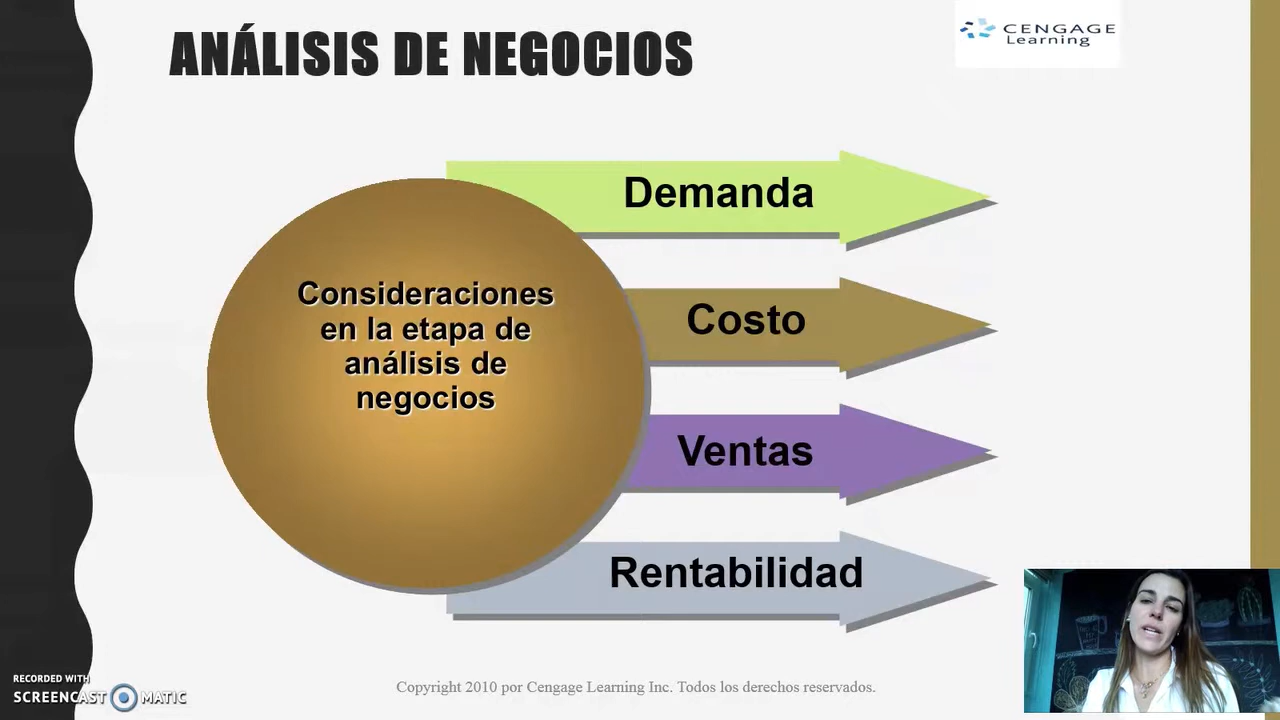 ANÁLISIS DE NEGOCIOS
CENGAGE
Learning
Demanda
Consideraciones
en la etapa de
análisis de
negocios
Costo
Ventas
Rentabilidad
Copyright 2010 por Cengage Learning Inc. Todos los derechos reservados.
RECORDED WITH
SCREENCAST MATIC